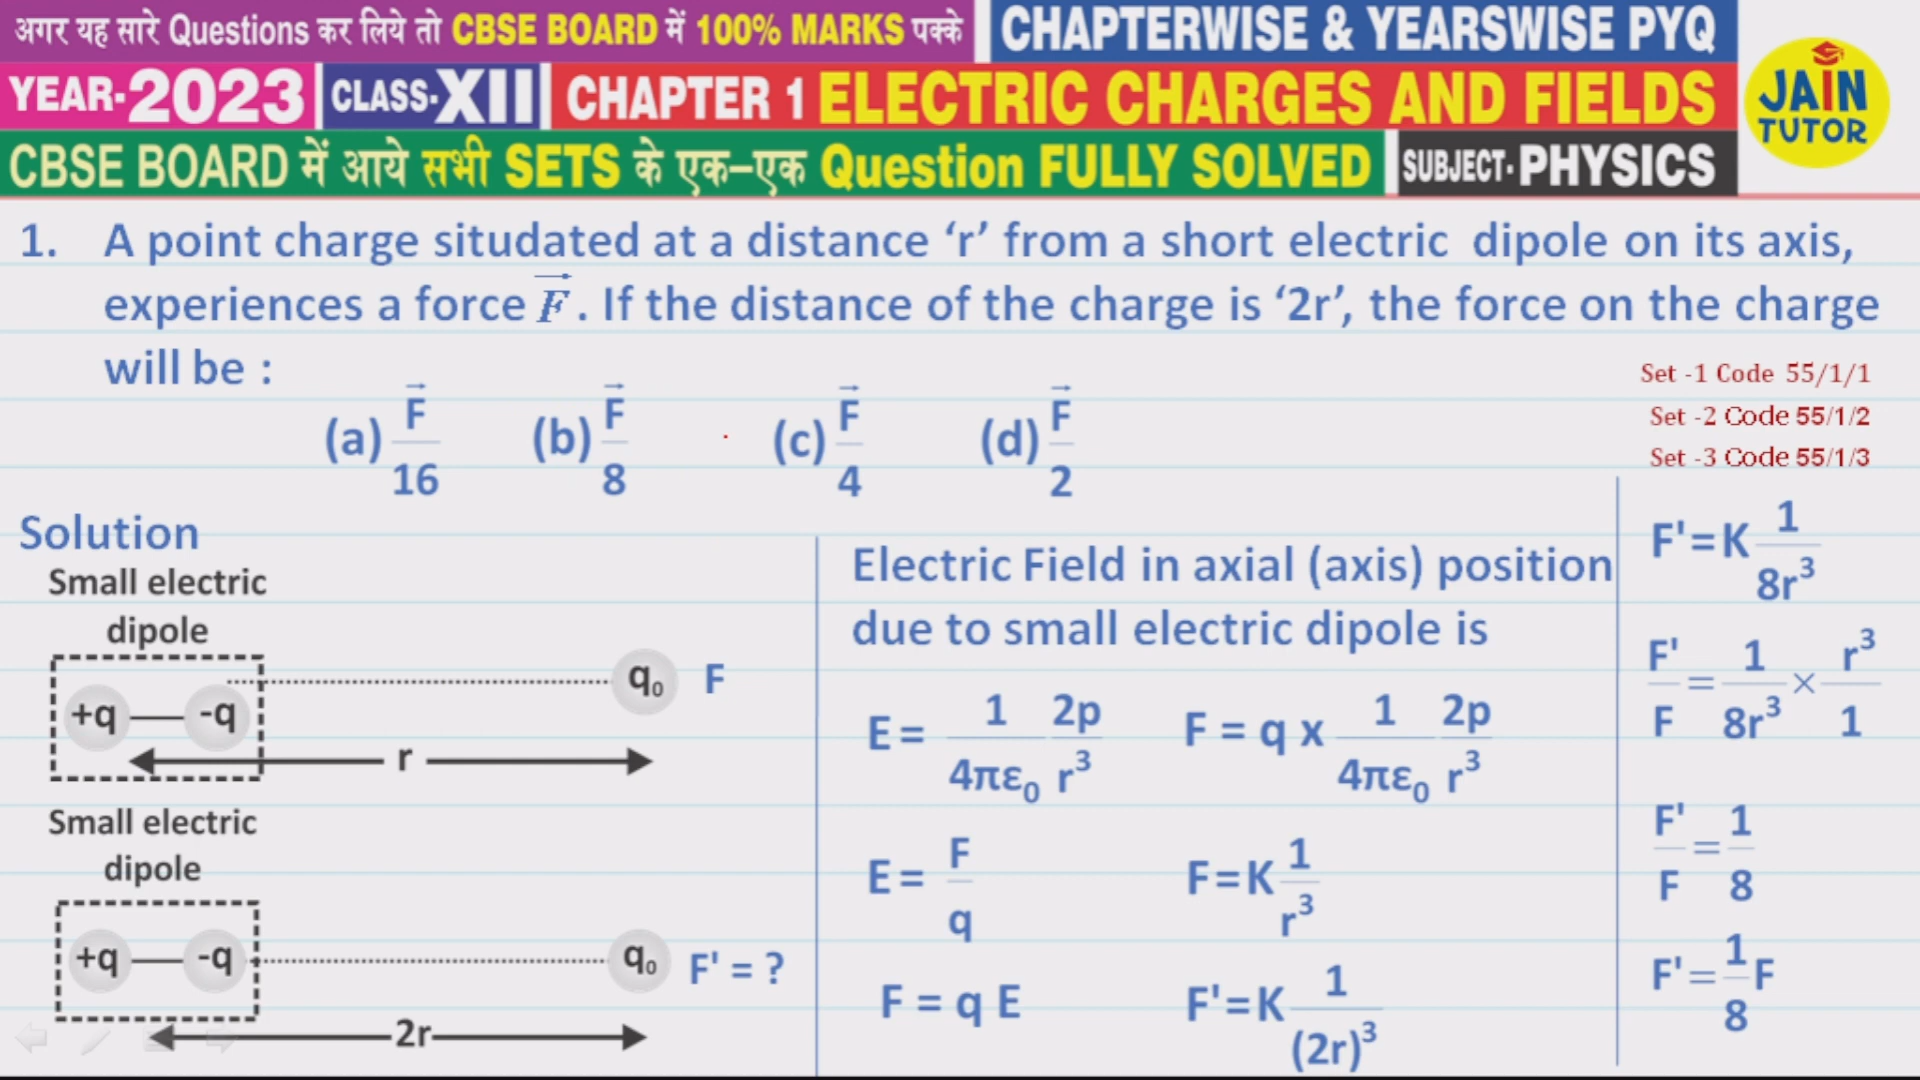 अगर यह सारे Questions कर लिये तो CBSE BOARD में 100% MARKS पक्के
CHAPTERWISE & YEARSWISE PYQ
YEAR-2023 CLASS-XII CHAPTER 1 ELECTRIC CHARGES AND FIELDS
JAIN
TUTOR
CBSE BOARD में आये सभी SETS के एक–एक Question FULLY SOLVED SUBJECT-PHYSICS
1. A point charge situdated at a distance ‘r’ from a short electric dipole on its axis,
experiences a force F⃗. If the distance of the charge is ‘2r’, the force on the charge
will be :
(a) F⃗/16 (b) F⃗/8 (c) F⃗/4 (d) F⃗/2
Set -1 Code 55/1/1
Set -2 Code 55/1/2
Set -3 Code 55/1/3
Solution
Small electric
dipole
+q -q q₀ F
r
Small electric
dipole
+q -q q₀ F' = ?
2r
Electric Field in axial (axis) position
due to small electric dipole is
E = 1/4πε₀ 2p/r³
E = F/q
F = q E
F = q x 1/4πε₀ 2p/r³
F=K 1/r³
F'=K 1/(2r)³
F'=K 1/8r³
F'/F = 1/8r³ × r³/1
F'/F = 1/8
F'= 1/8 F